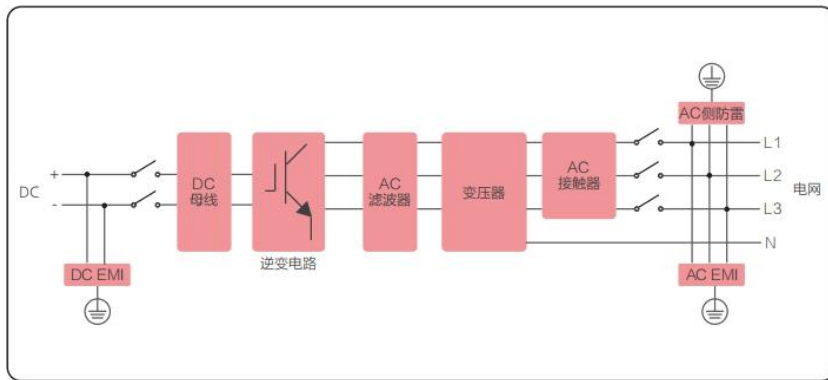 AC侧防雷
L1
+
DC
母线
AC
滤波器
变压器
AC
接触器
L2
DC
电网
-
L3
N
逆变电路
DC EMI
AC EMI